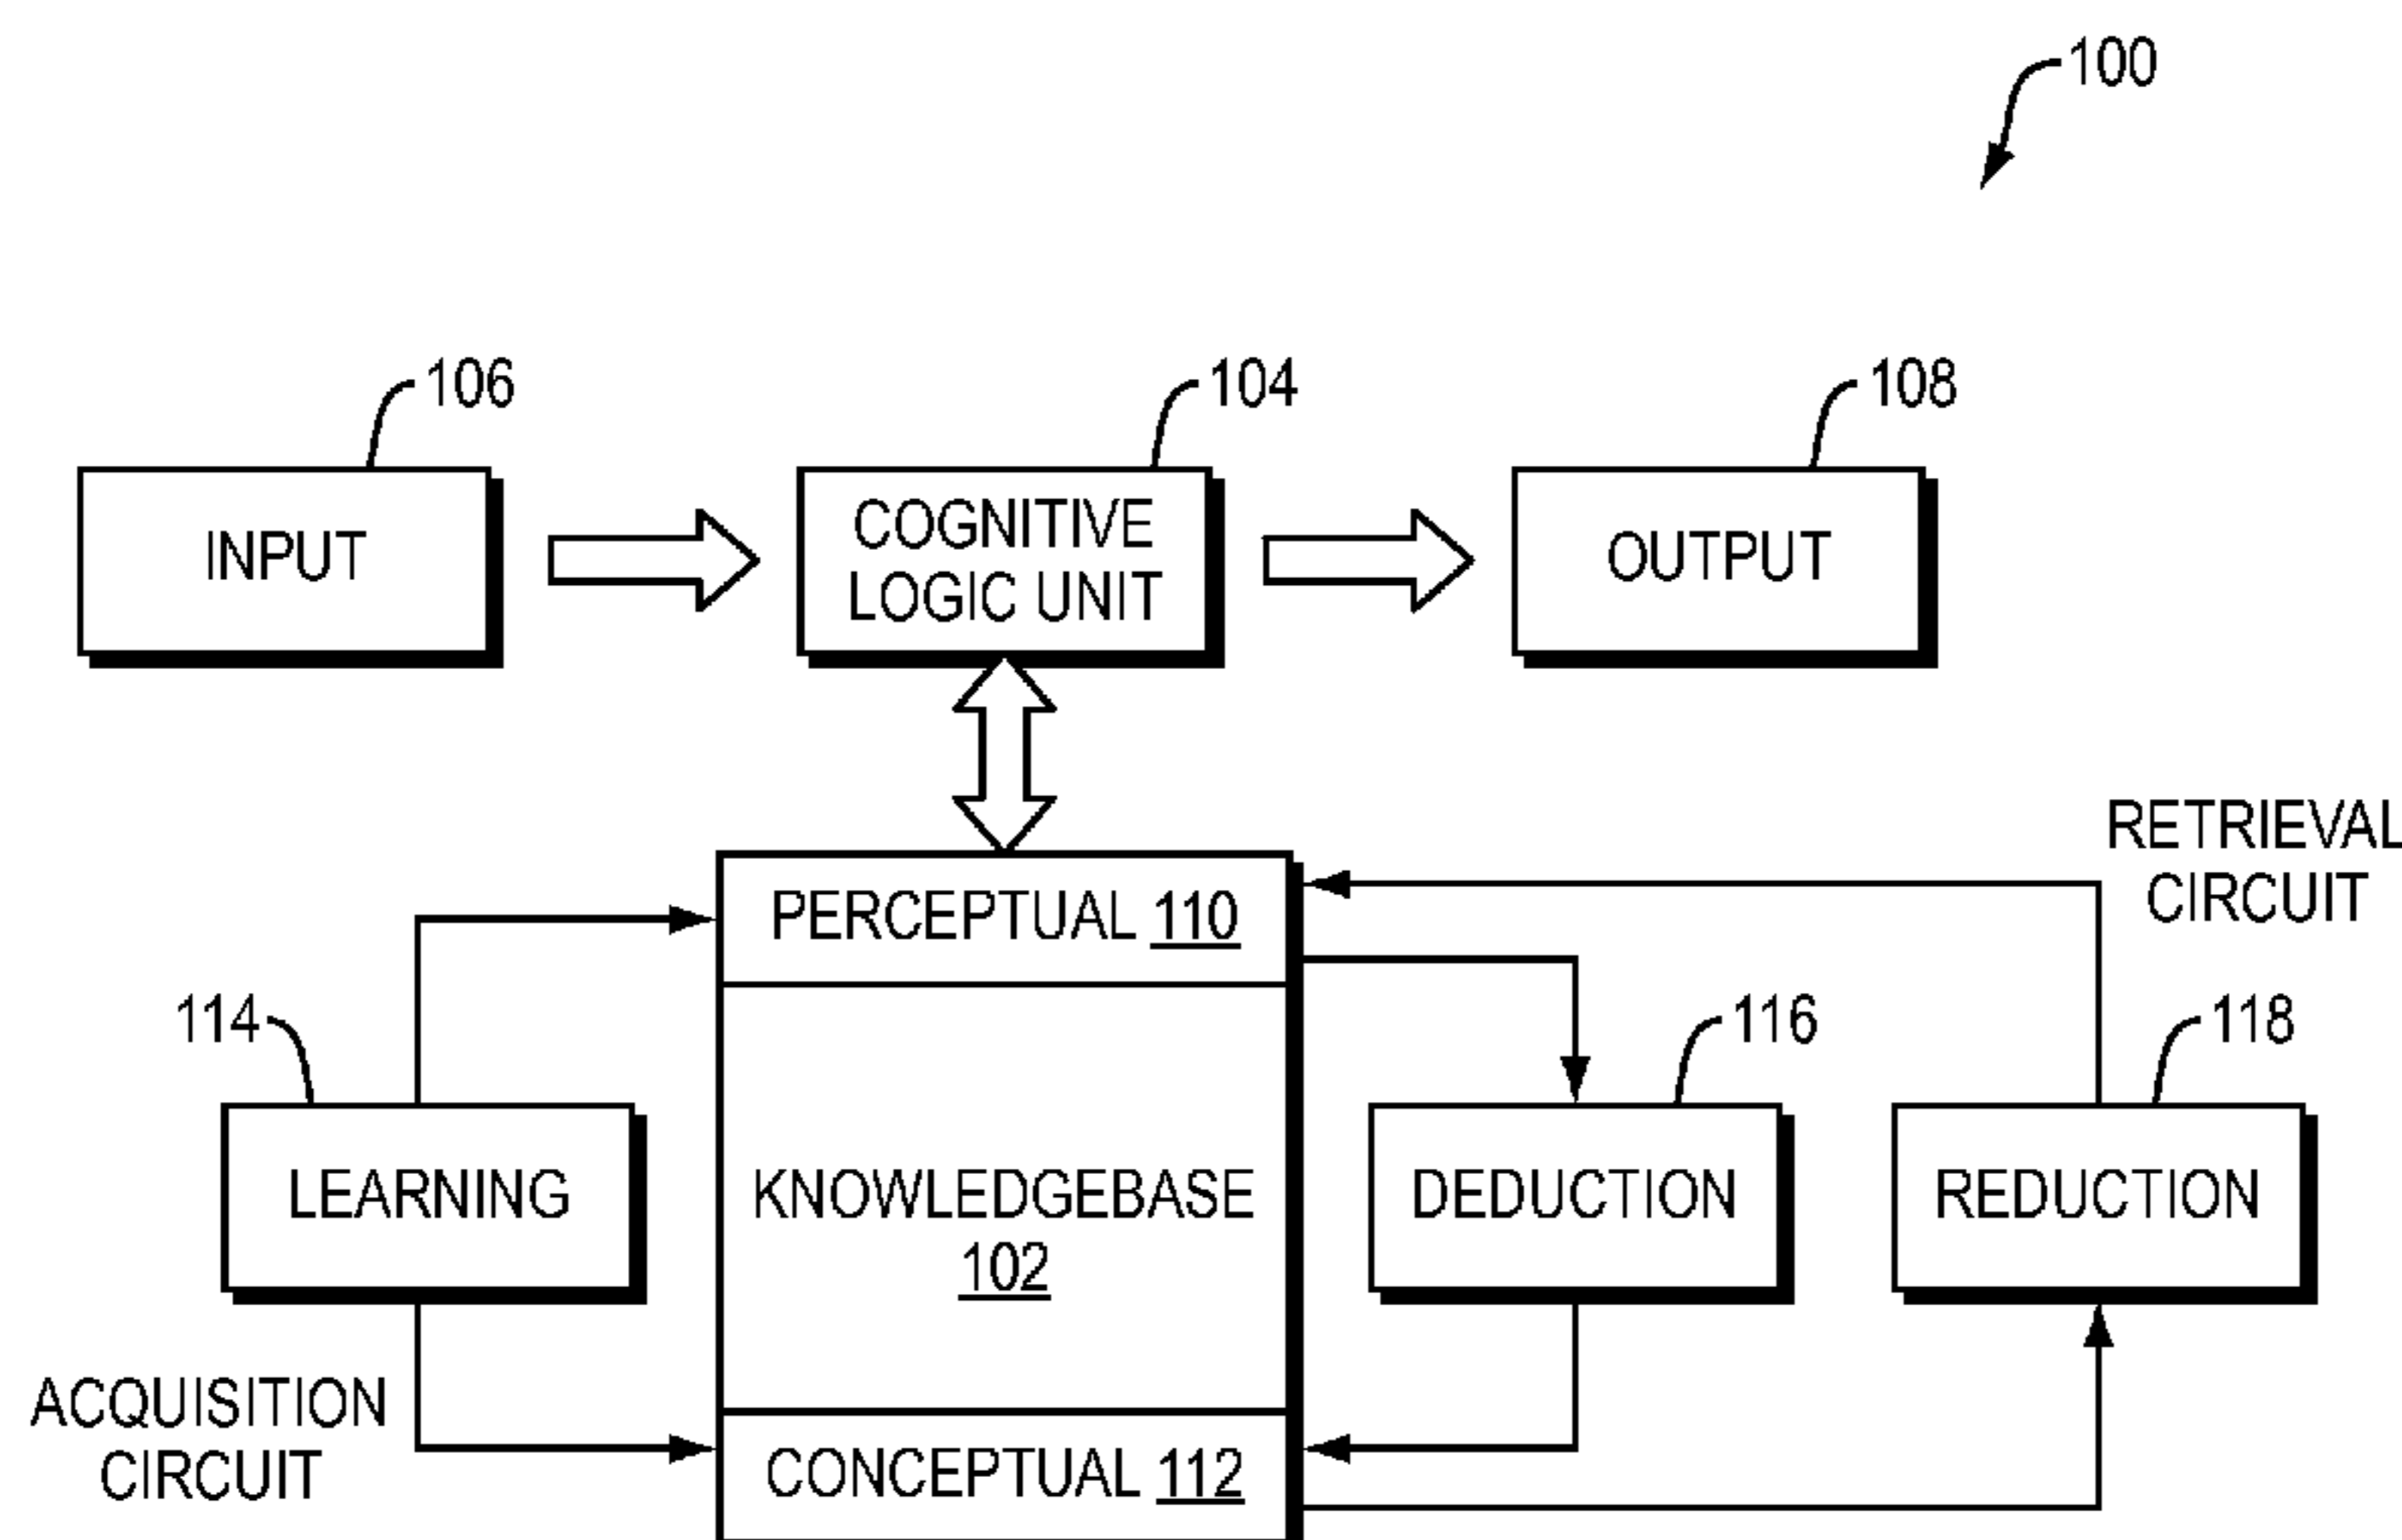 100
106
104
108
INPUT
COGNITIVE
LOGIC UNIT
OUTPUT
RETRIEVAL
CIRCUIT
PERCEPTUAL 110
114
116
118
LEARNING
KNOWLEDGEBASE
102
DEDUCTION
REDUCTION
ACQUISITION
CIRCUIT
CONCEPTUAL 112